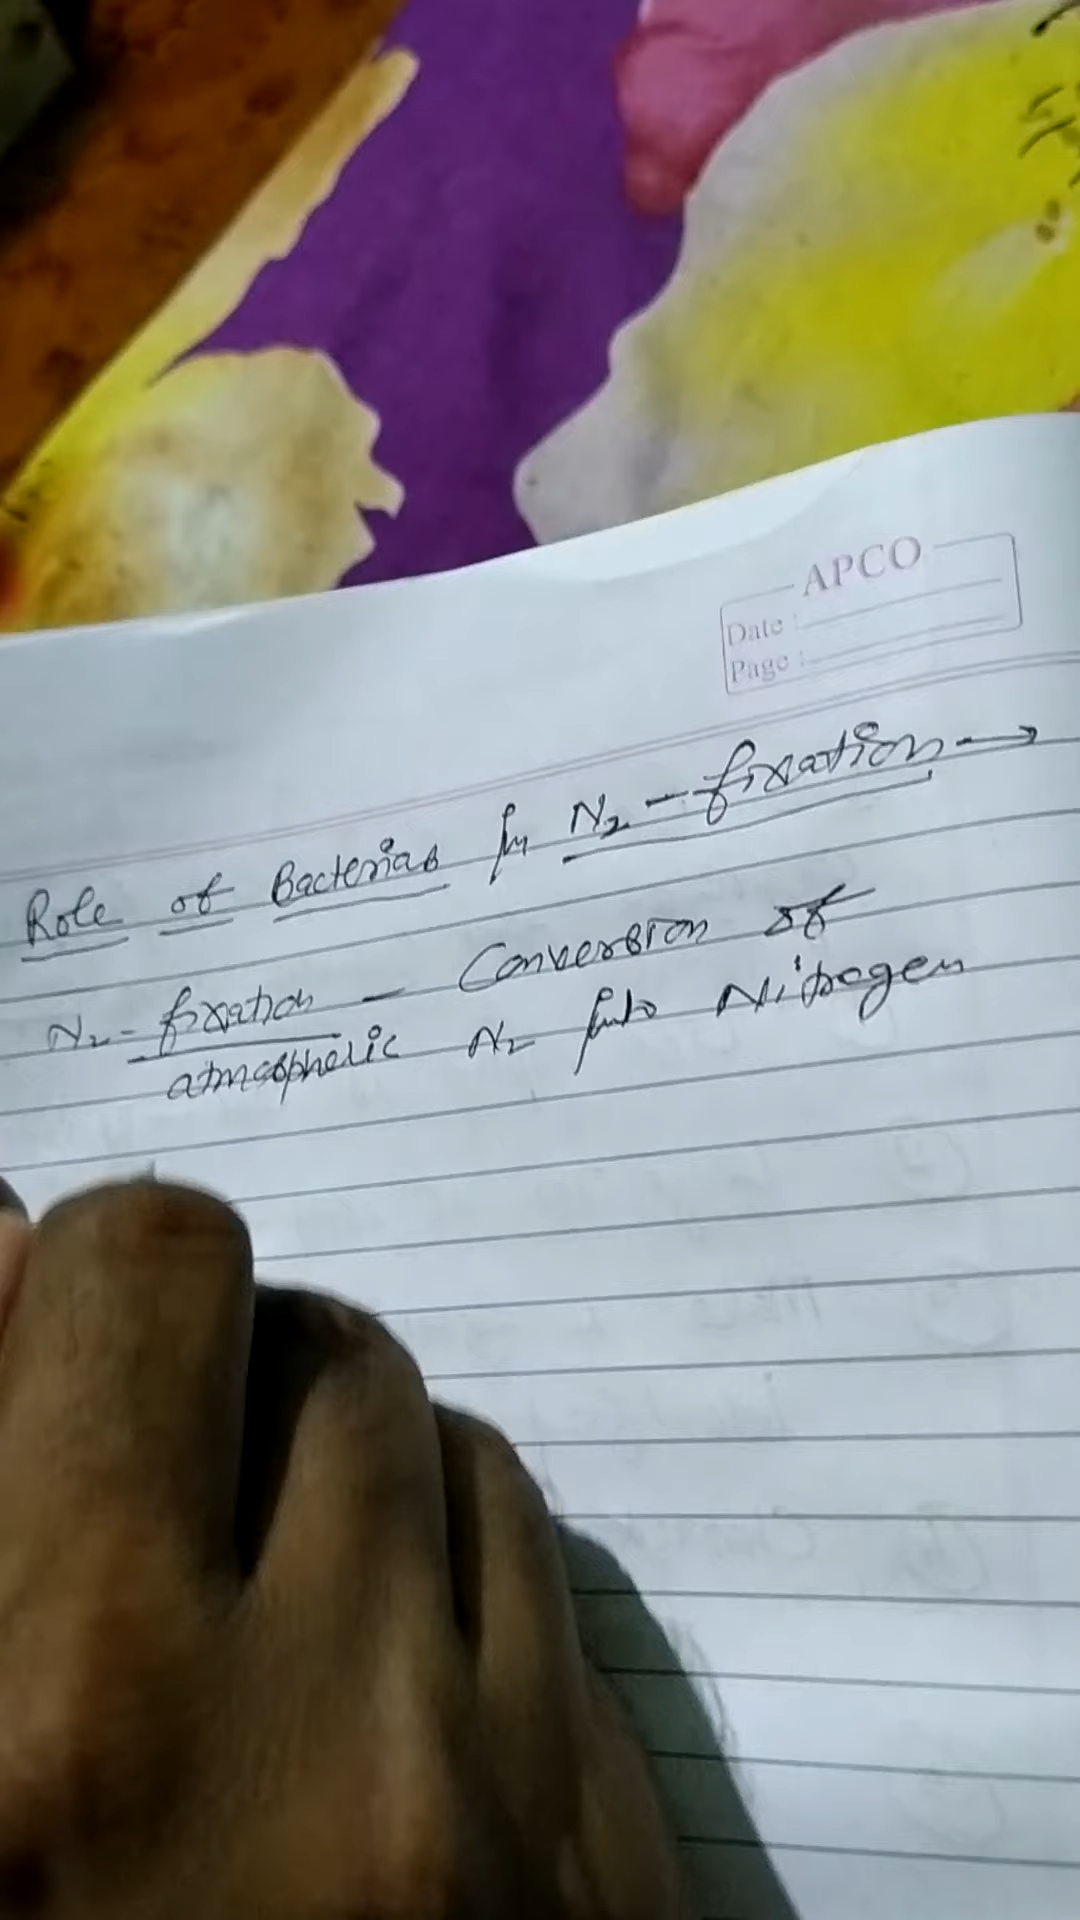 APCO
Date :
Page :
Role of Bacterias in N2 - fixation →
N2 - fixation - Conversion of
atmospheric N2 into Nitrogen